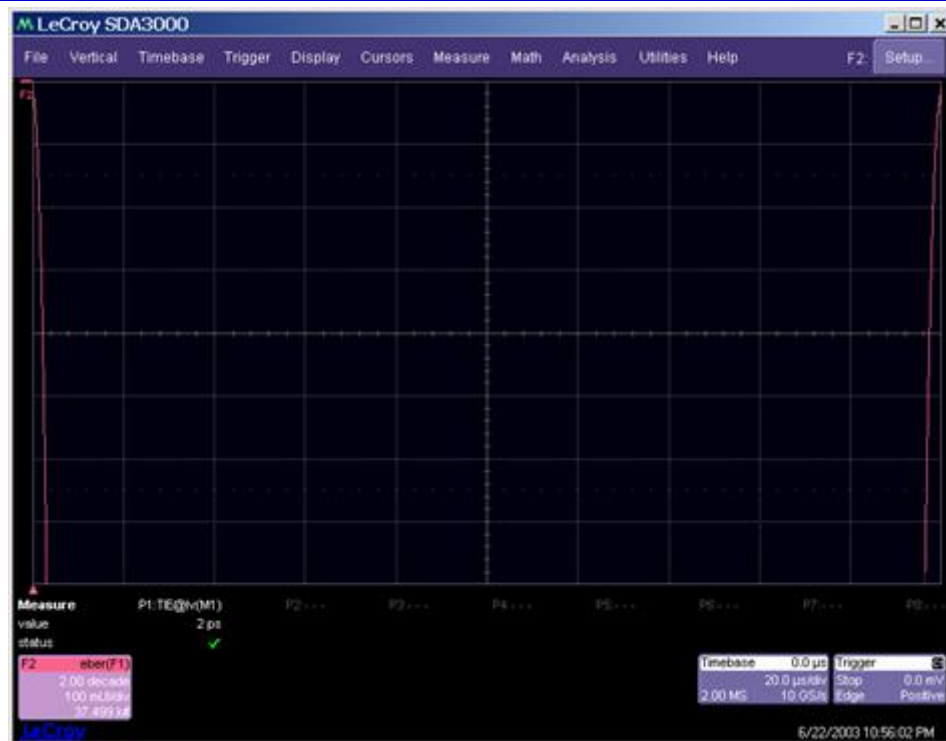 LeCroy SDA3000
File Vertical Timebase Trigger Display Cursors Measure Math Analysis Utilities Help F2: Setup...
F2
Measure P1:TIE@lv(M1) P2:--- P3:--- P4:--- P5:--- P6:--- P7:--- P8:---
value 2 ps
status
F2 eber(F1)
2.00 decade
100 mUI/div
37.499 k#
Timebase 0.0 µs Trigger
20.0 µs/div Stop 0.0 mV
2.00 MS 10 GS/s Edge Positive
LeCroy
6/22/2003 10:56:02 PM